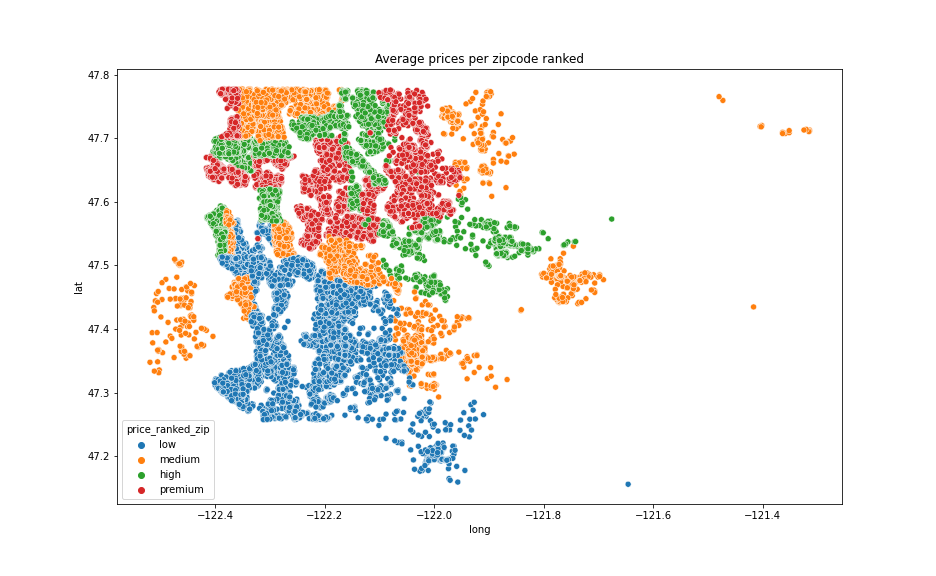 Average prices per zipcode ranked
47.8
47.7
47.6
47.5
47.4
47.3
47.2
lat
price_ranked_zip
low
medium
high
premium
−122.4 −122.2 −122.0 −121.8 −121.6 −121.4
long